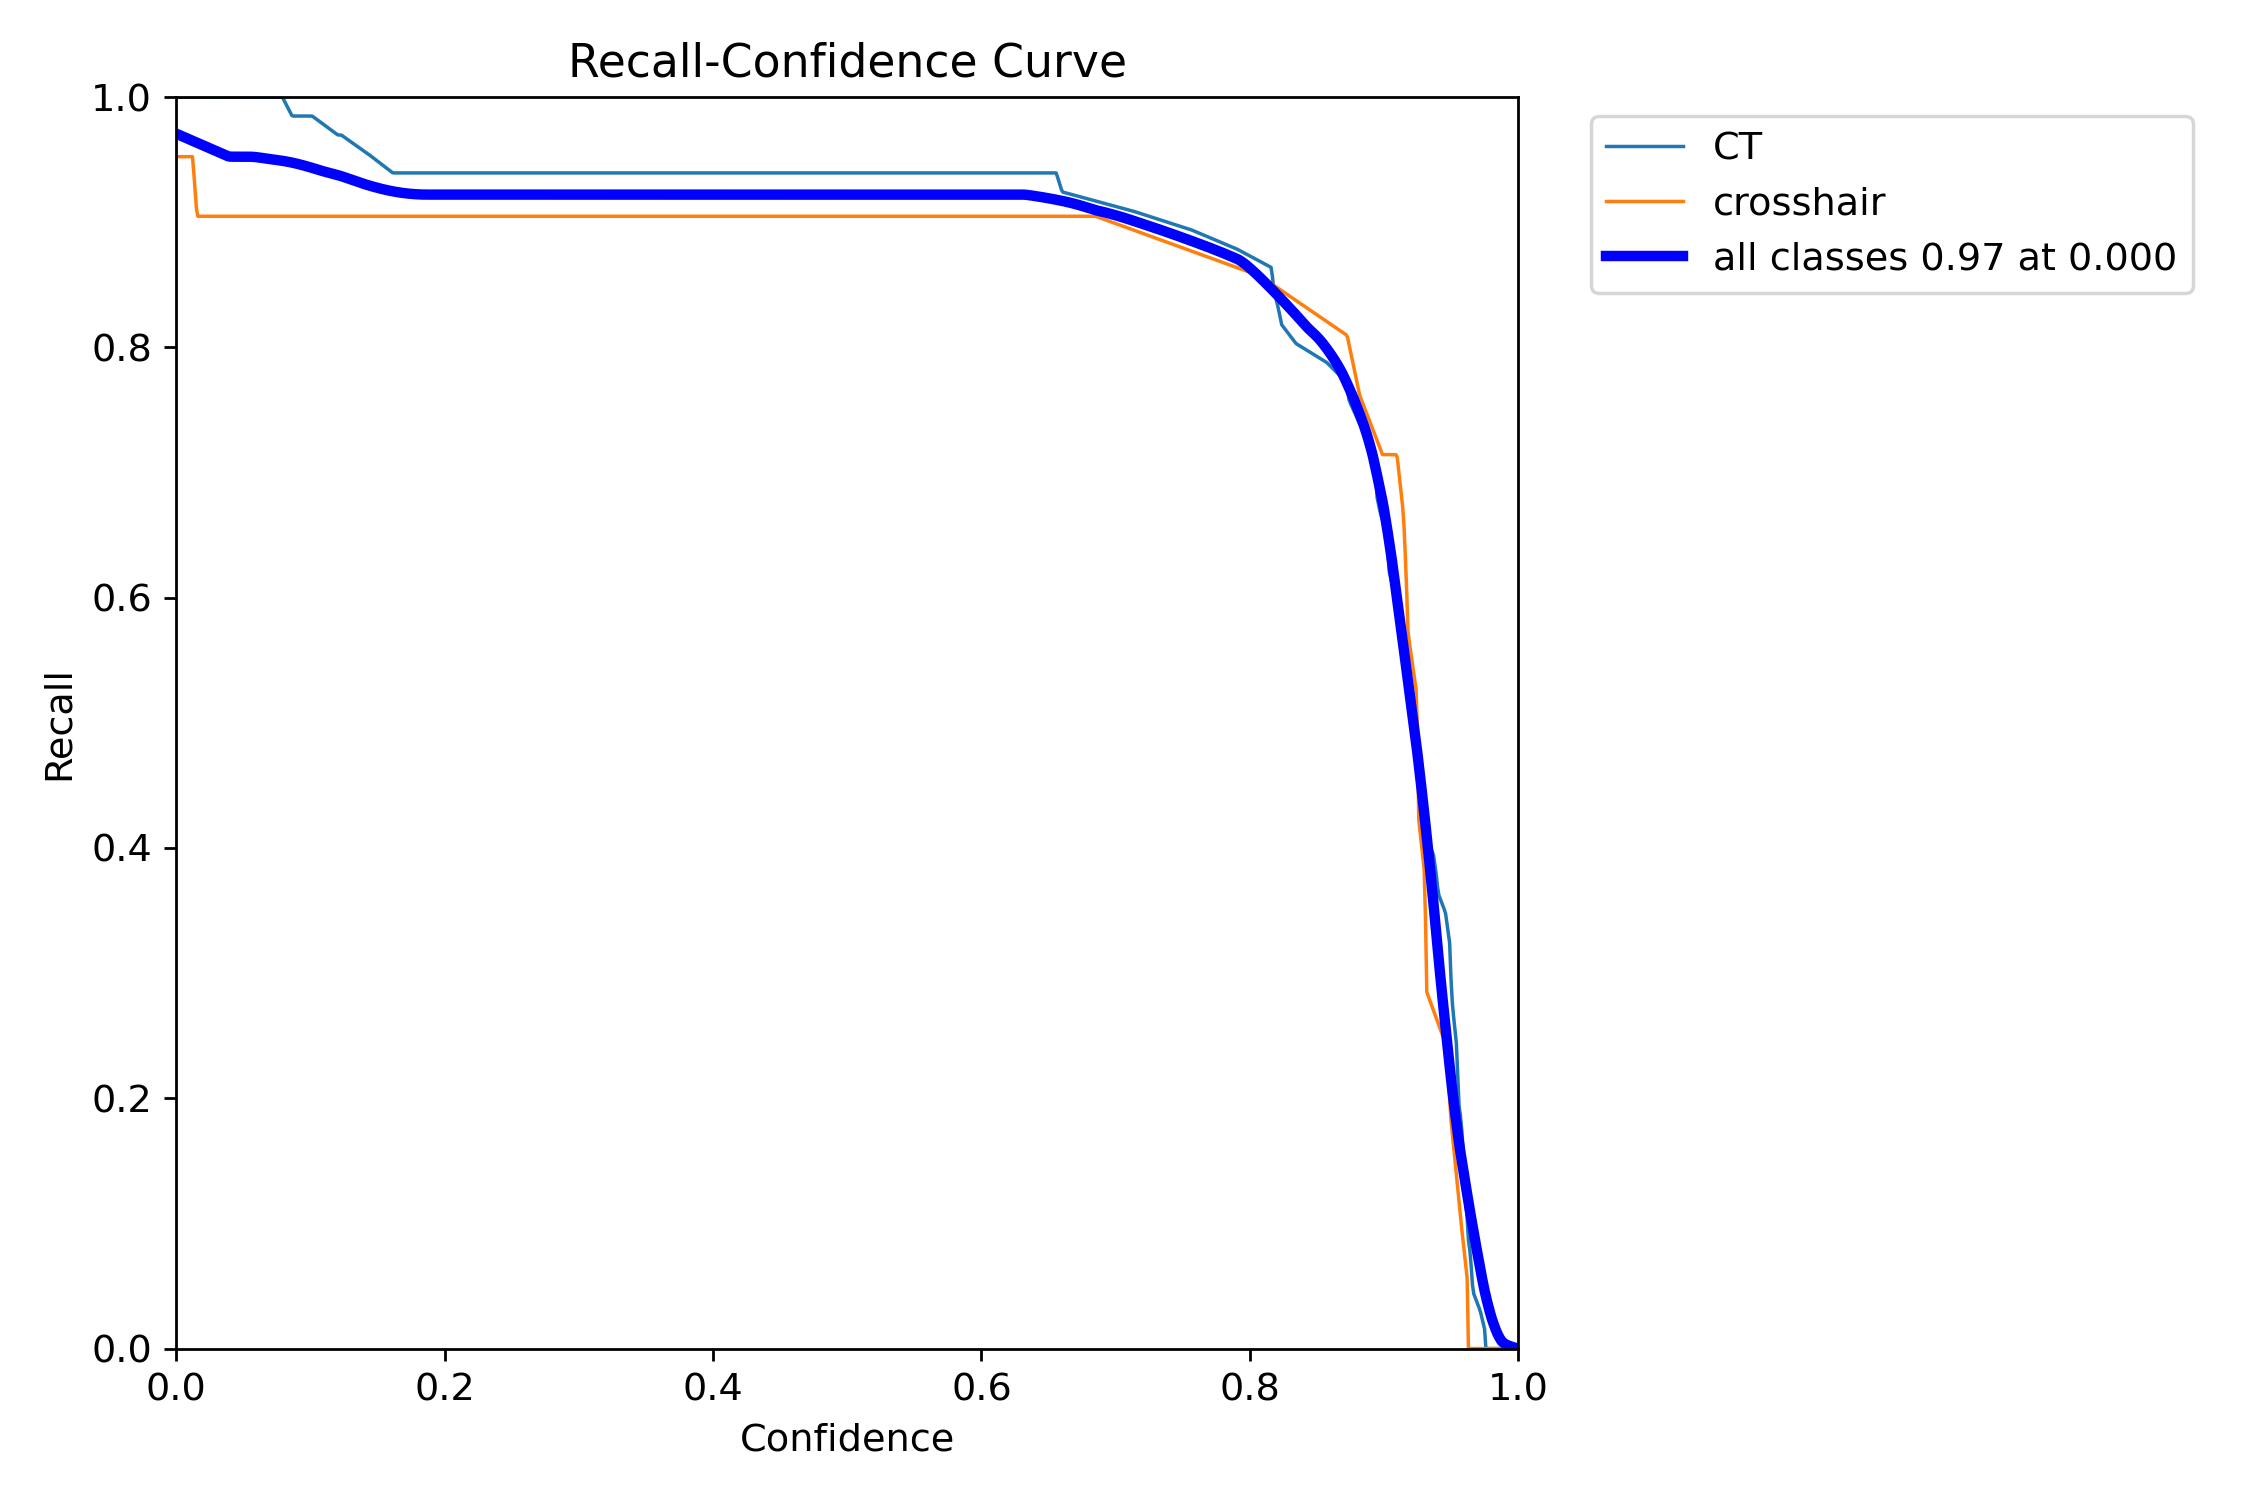 Recall-Confidence Curve
1.0
0.8
0.6
0.4
0.2
0.0
Recall
0.0 0.2 0.4 0.6 0.8 1.0
Confidence
CT
crosshair
all classes 0.97 at 0.000